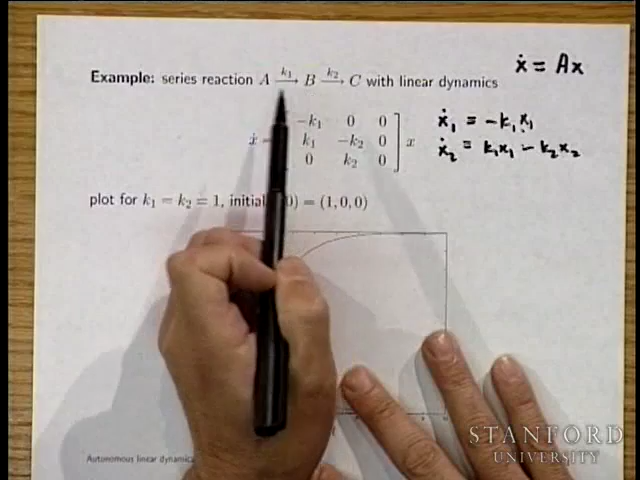 Example: series reaction A k₁→ B k₂→ C with linear dynamics
ẋ = Ax
−k₁ 0 0
k₁ −k₂ 0
0 k₂ 0
ẋ = x
ẋ₁ = −k₁x₁
ẋ₂ = k₁x₁ − k₂x₂
plot for k₁ = k₂ = 1, initial (0) = (1, 0, 0)
Autonomous linear dynamica
STANFORD
UNIVERSITY